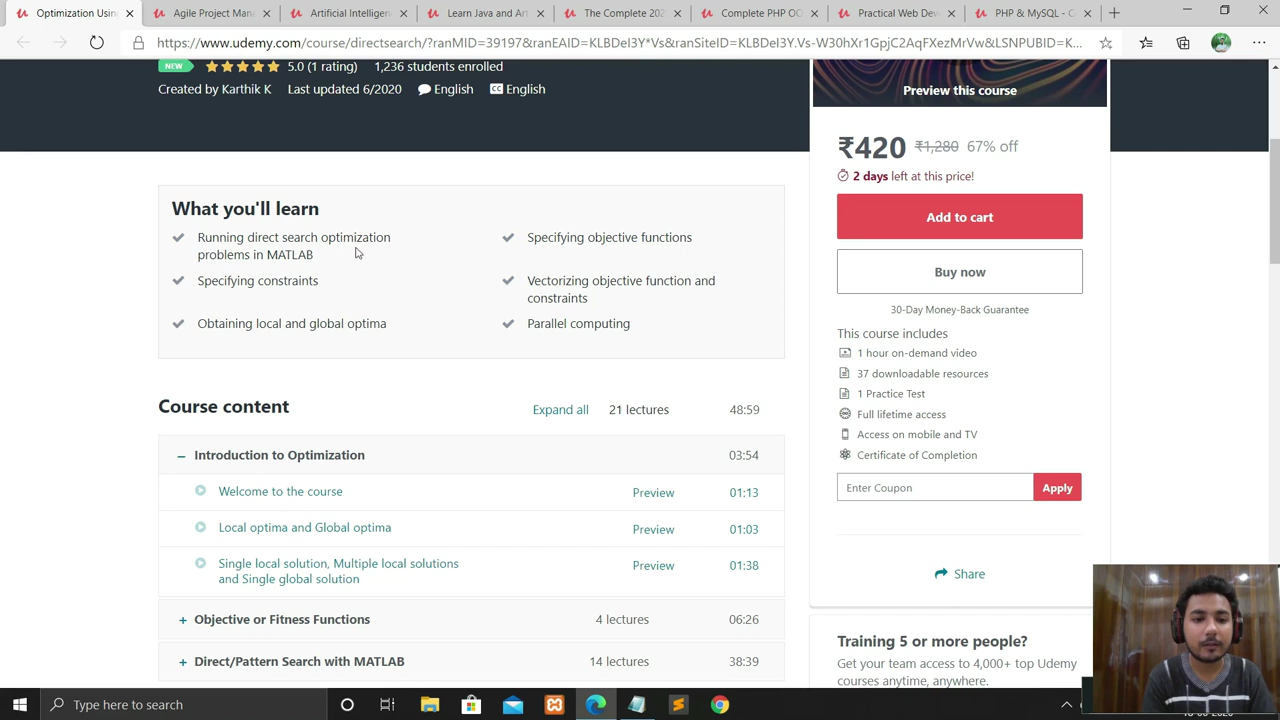 Optimization Usin
Agile Project Man
Artificial Intelligen
Learn Java and Art
The Complete 202
Complete PHP OO
Practical Web Dev
PHP & MySQL - C
https://www.udemy.com/course/directsearch/?ranMID=39197&ranEAID=KLBDeI3Y*Vs&ranSiteID=KLBDeI3Y.Vs-W30hXr1GpjC2AqFXezMrVw&LSNPUBID=K...
NEW 5.0 (1 rating) 1,236 students enrolled
Created by Karthik K Last updated 6/2020 English CC English
Preview this course
₹420 ₹1,280 67% off
2 days left at this price!
Add to cart
Buy now
30-Day Money-Back Guarantee
This course includes
1 hour on-demand video
37 downloadable resources
1 Practice Test
Full lifetime access
Access on mobile and TV
Certificate of Completion
Enter Coupon Apply
Share
What you'll learn
Running direct search optimization
problems in MATLAB
Specifying objective functions
Specifying constraints
Vectorizing objective function and
constraints
Obtaining local and global optima
Parallel computing
Course content Expand all 21 lectures 48:59
Introduction to Optimization 03:54
Welcome to the course Preview 01:13
Local optima and Global optima Preview 01:03
Single local solution, Multiple local solutions
and Single global solution Preview 01:38
Objective or Fitness Functions 4 lectures 06:26
Direct/Pattern Search with MATLAB 14 lectures 38:39
Training 5 or more people?
Get your team access to 4,000+ top Udemy
courses anytime, anywhere.
Type here to search